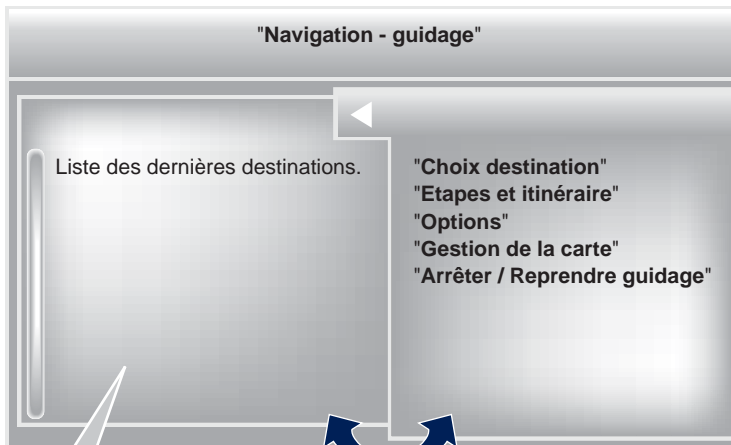 "Navigation - guidage"
Liste des dernières destinations.
"Choix destination"
"Etapes et itinéraire"
"Options"
"Gestion de la carte"
"Arrêter / Reprendre guidage"